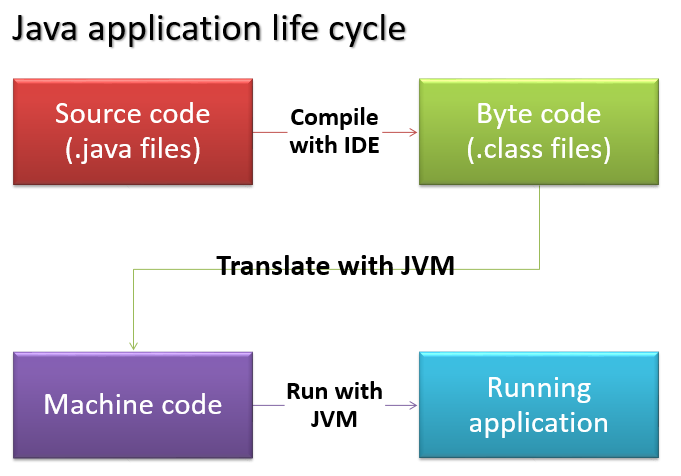 Java application life cycle
Source code
(.java files)
Compile
with IDE
Byte code
(.class files)
Translate with JVM
Machine code
Run with
JVM
Running
application